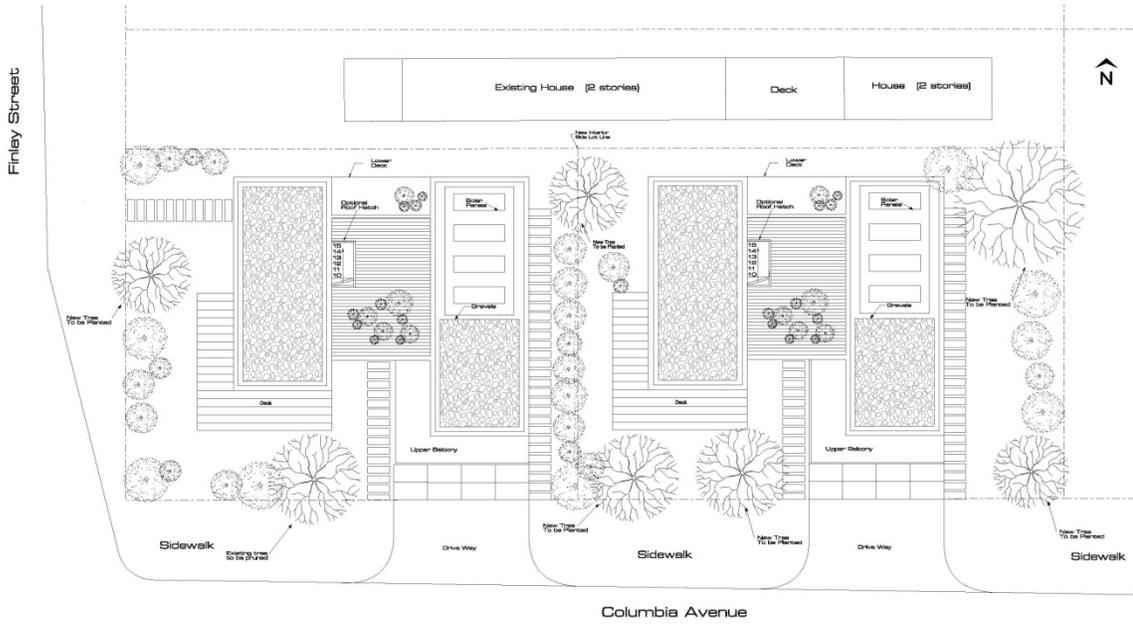 Finlay Street
N
Existing House (2 stories)
Deck
House (2 stories)
New Interior
Side Lot Line
Lower
Deck
Lower
Deck
Optional
Roof Hatch
Solar
Panels
Optional
Roof Hatch
Solar
Panels
15
14
13
12
11
10
15
14
13
12
11
10
New Tree
To be Planted
Gravels
Gravels
New Tree
To be Planted
New Tree
To be Planted
Deck
Deck
Upper Balcony
Upper Balcony
New Tree
To be Planted
New Tree
To be Planted
New Tree
To be Planted
Sidewalk
Existing tree
to be pruned
Drive Way
Sidewalk
Drive Way
Sidewalk
Columbia Avenue